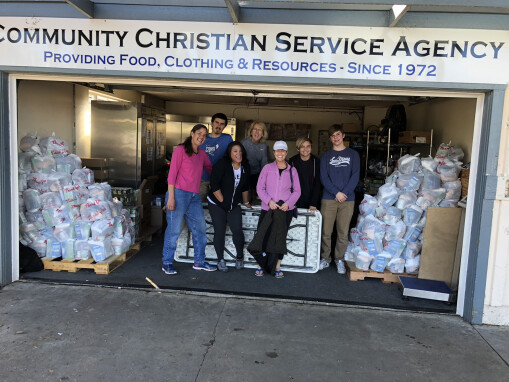 COMMUNITY CHRISTIAN SERVICE AGENCY
PROVIDING FOOD, CLOTHING & RESOURCES - SINCE 1972